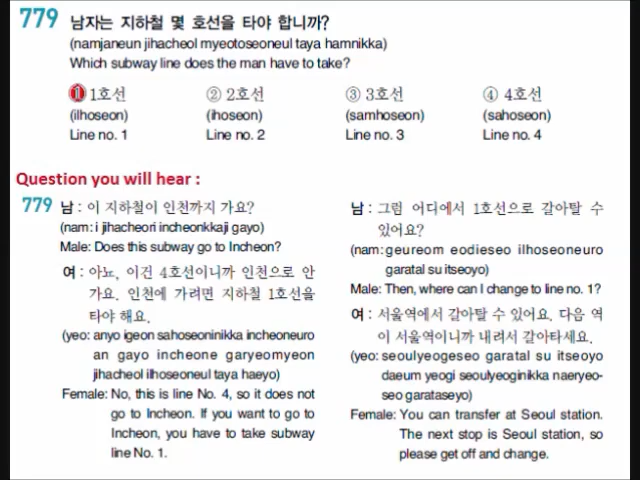 779 남자는 지하철 몇 호선을 타야 합니까?
(namjaneun jihacheol myeotoseoneul taya hamnikka)
Which subway line does the man have to take?
① 1호선 ② 2호선 ③ 3호선 ④ 4호선
(ilhoseon) (ihoseon) (samhoseon) (sahoseon)
Line no. 1 Line no. 2 Line no. 3 Line no. 4
Question you will hear :
779 남 : 이 지하철이 인천까지 가요?
(nam: i jihacheori incheonkkaji gayo)
Male: Does this subway go to Incheon?
여 : 아뇨, 이건 4호선이니까 인천으로 안
가요. 인천에 가려면 지하철 1호선을
타야 해요.
(yeo: anyo igeon sahoseoninikka incheoneuro
an gayo incheone garyeomyeon
jihacheol ilhoseoneul taya haeyo)
Female: No, this is line No. 4, so it does not
go to Incheon. If you want to go to
Incheon, you have to take subway
line No. 1.
남 : 그럼 어디에서 1호선으로 갈아탈 수
있어요?
(nam: geureom eodieseo ilhoseoneuro
garatal su itseoyo)
Male: Then, where can I change to line no. 1?
여 : 서울역에서 갈아탈 수 있어요. 다음 역
이 서울역이니까 내려서 갈아타세요.
(yeo: seoulyeogeseo garatal su itseoyo
daeum yeogi seoulyeoginikka naeryeo-
seo garataseyo)
Female: You can transfer at Seoul station.
The next stop is Seoul station, so
please get off and change.